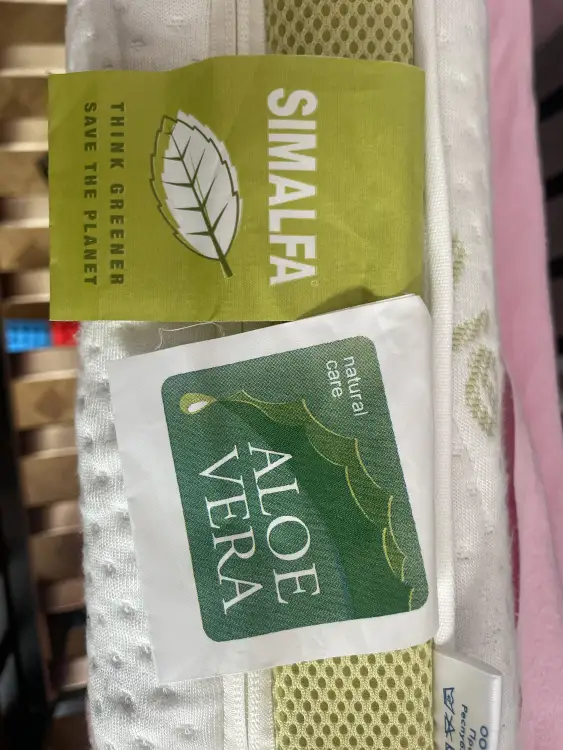 SIMALFA
THINK GREENER
SAVE THE PLANET
natural
care
ALOE
VERA